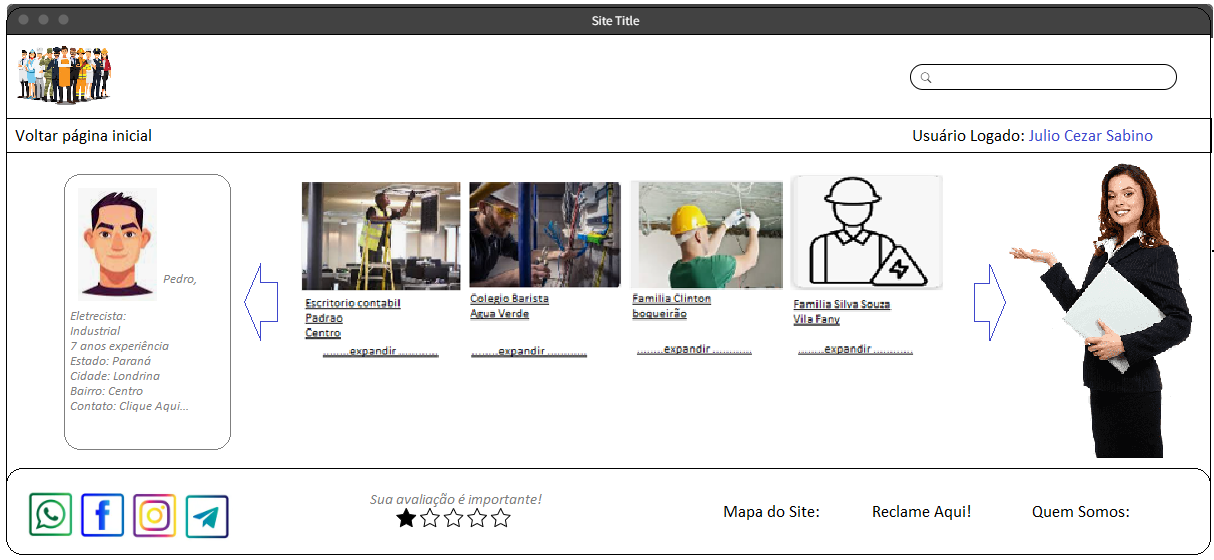 Site Title
Voltar página inicial
Usuário Logado: Julio Cezar Sabino
Pedro,
Eletrecista:
Industrial
7 anos experiência
Estado: Paraná
Cidade: Londrina
Bairro: Centro
Contato: Clique Aqui...
Escritorio contabil
Padrao
Centro
.........expandir .............
Colegio Barista
Agua Verde
.........expandir .............
Familia Clinton
boqueirão
.........expandir .............
Familia Silva Souza
Vila Fany
.........expandir .............
Sua avaliação é importante!
Mapa do Site:
Reclame Aqui!
Quem Somos: